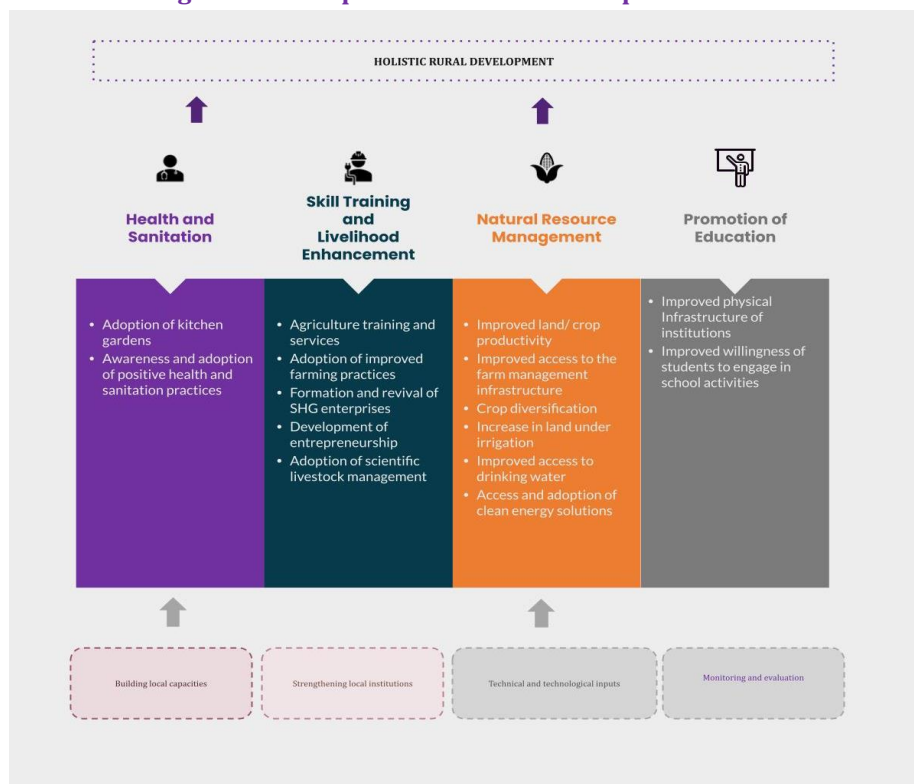 HOLISTIC RURAL DEVELOPMENT
Health and
Sanitation
• Adoption of kitchen
gardens
• Awareness and adoption
of positive health and
sanitation practices
Skill Training
and
Livelihood
Enhancement
• Agriculture training and
services
• Adoption of improved
farming practices
• Formation and revival of
SHG enterprises
• Development of
entrepreneurship
• Adoption of scientific
livestock management
Natural Resource
Management
• Improved land/ crop
productivity
• Improved access to the
farm management
infrastructure
• Crop diversification
• Increase in land under
irrigation
• Improved access to
drinking water
• Access and adoption of
clean energy solutions
Promotion of
Education
• Improved physical
Infrastructure of
institutions
• Improved willingness of
students to engage in
school activities
Building local capacities
Strengthening local institutions
Technical and technological inputs
Monitoring and evaluation